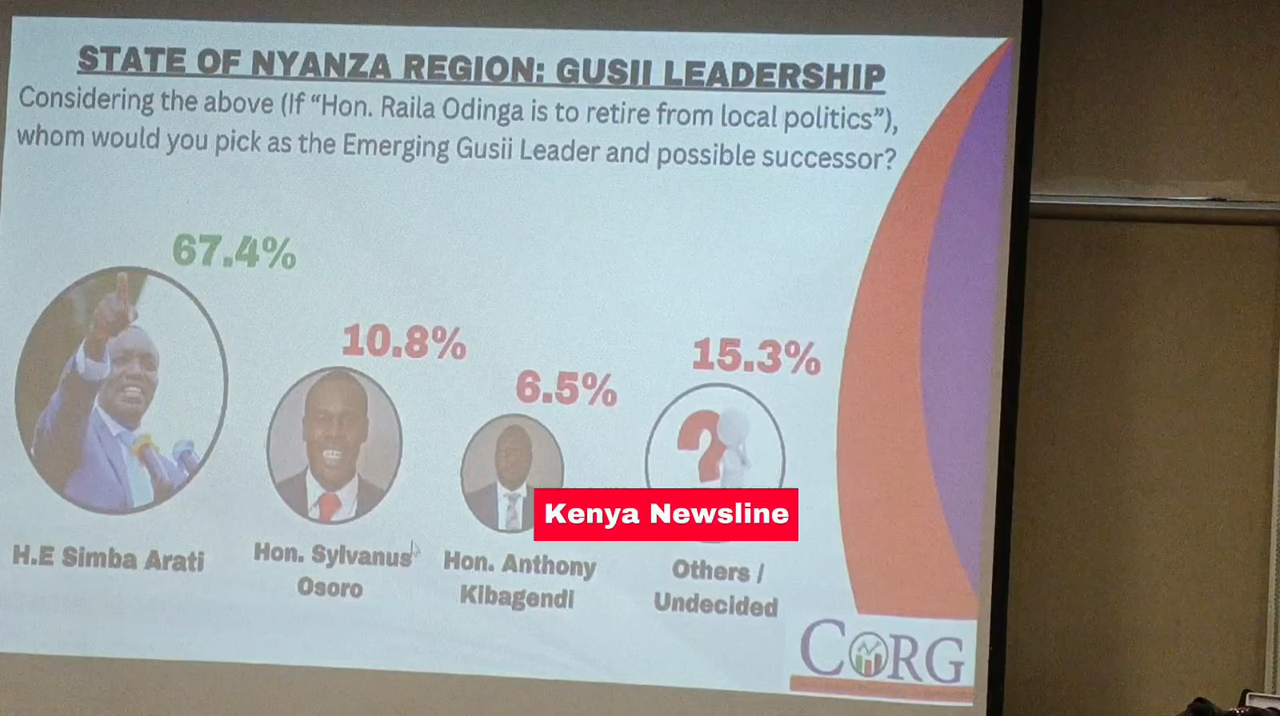 STATE OF NYANZA REGION: GUSII LEADERSHIP
Considering the above (If “Hon. Raila Odinga is to retire from local politics”),
whom would you pick as the Emerging Gusii Leader and possible successor?
67.4%
10.8%
6.5%
15.3%
?
Kenya Newsline
H.E Simba Arati
Hon. Sylvanus
Osoro
Hon. Anthony
Kibagendi
Others /
Undecided
CORG